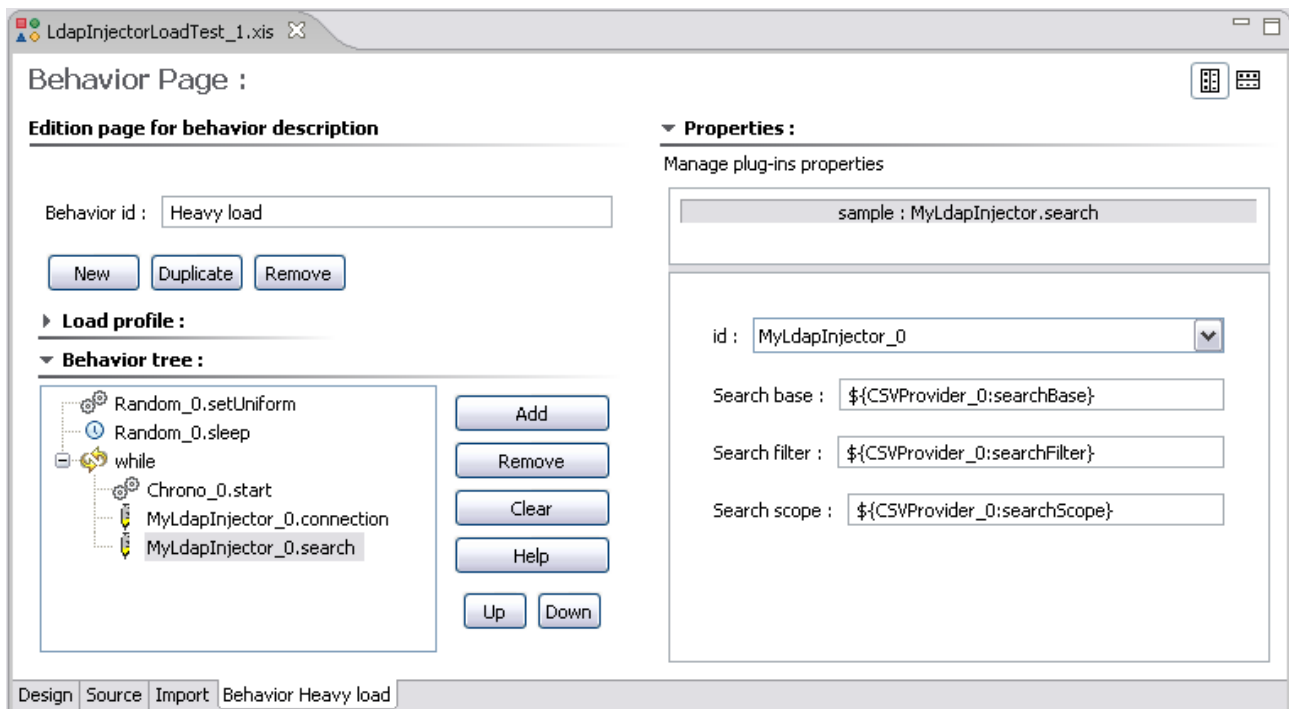 LdapInjectorLoadTest_1.xis
Behavior Page :
Edition page for behavior description
Behavior id : Heavy load
New Duplicate Remove
Load profile :
Behavior tree :
Random_0.setUniform
Random_0.sleep
while
Chrono_0.start
MyLdapInjector_0.connection
MyLdapInjector_0.search
Add
Remove
Clear
Help
Up Down
Properties :
Manage plug-ins properties
sample : MyLdapInjector.search
id : MyLdapInjector_0
Search base : ${CSVProvider_0:searchBase}
Search filter : ${CSVProvider_0:searchFilter}
Search scope : ${CSVProvider_0:searchScope}
Design Source Import Behavior Heavy load